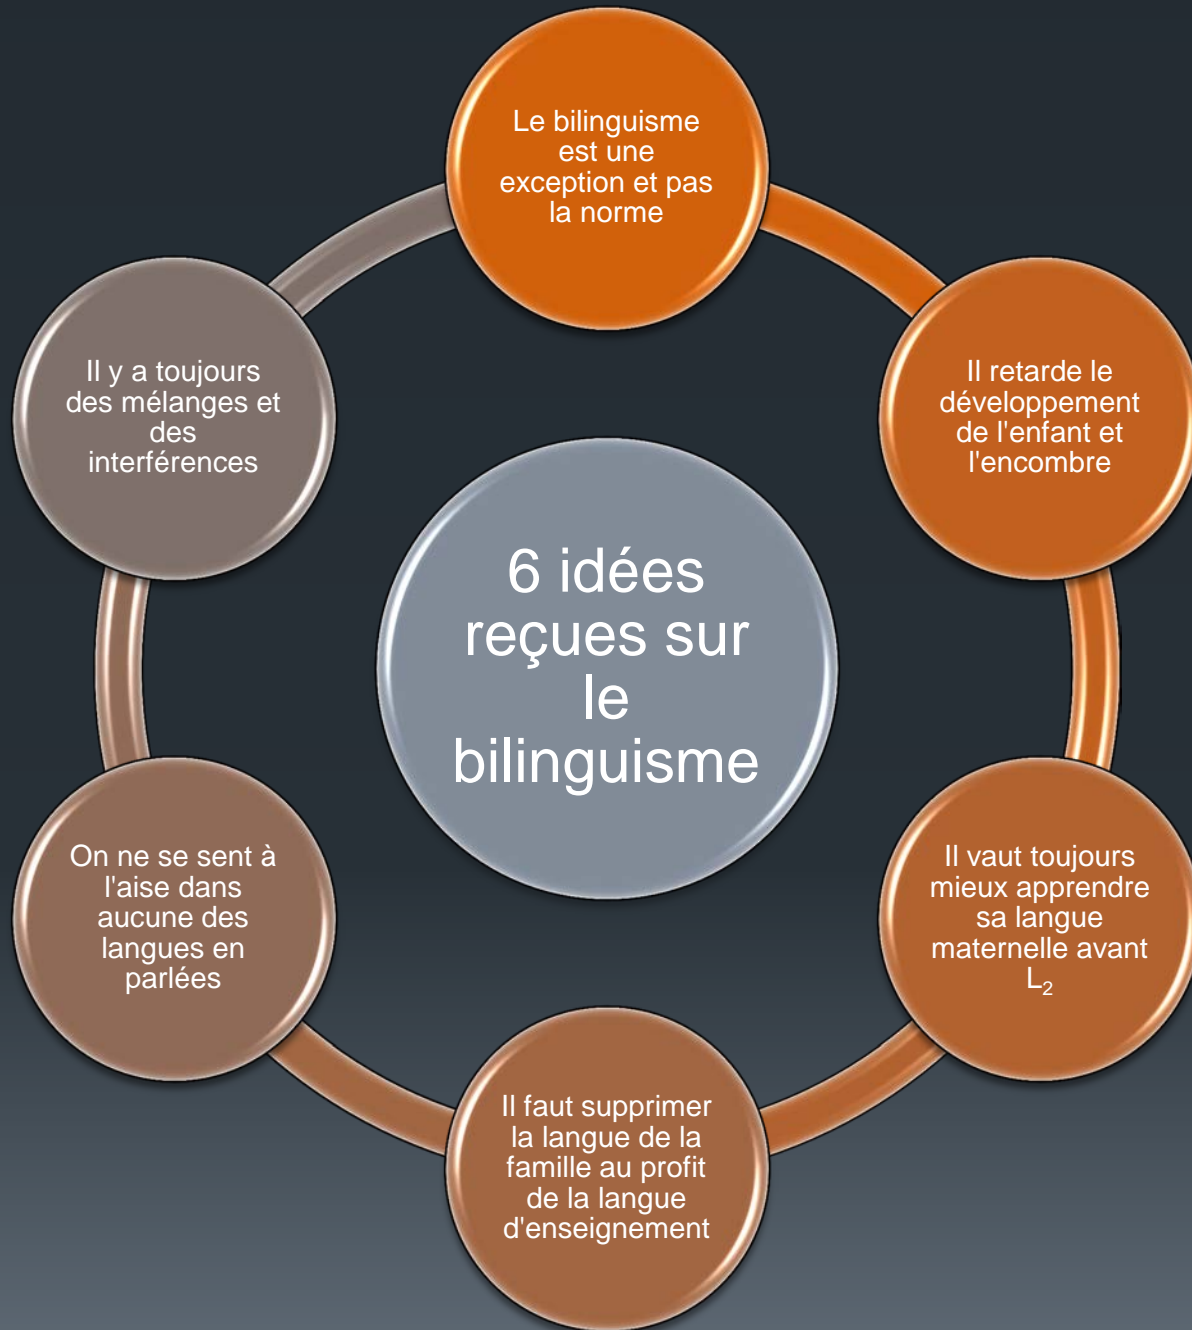 Le bilinguisme
est une
exception et pas
la norme
Il retarde le
développement
de l'enfant et
l'encombre
Il vaut toujours
mieux apprendre
sa langue
maternelle avant
L₂
Il faut supprimer
la langue de la
famille au profit
de la langue
d'enseignement
On ne se sent à
l'aise dans
aucune des
langues en
parlées
Il y a toujours
des mélanges et
des
interférences
6 idées
reçues sur
le
bilinguisme